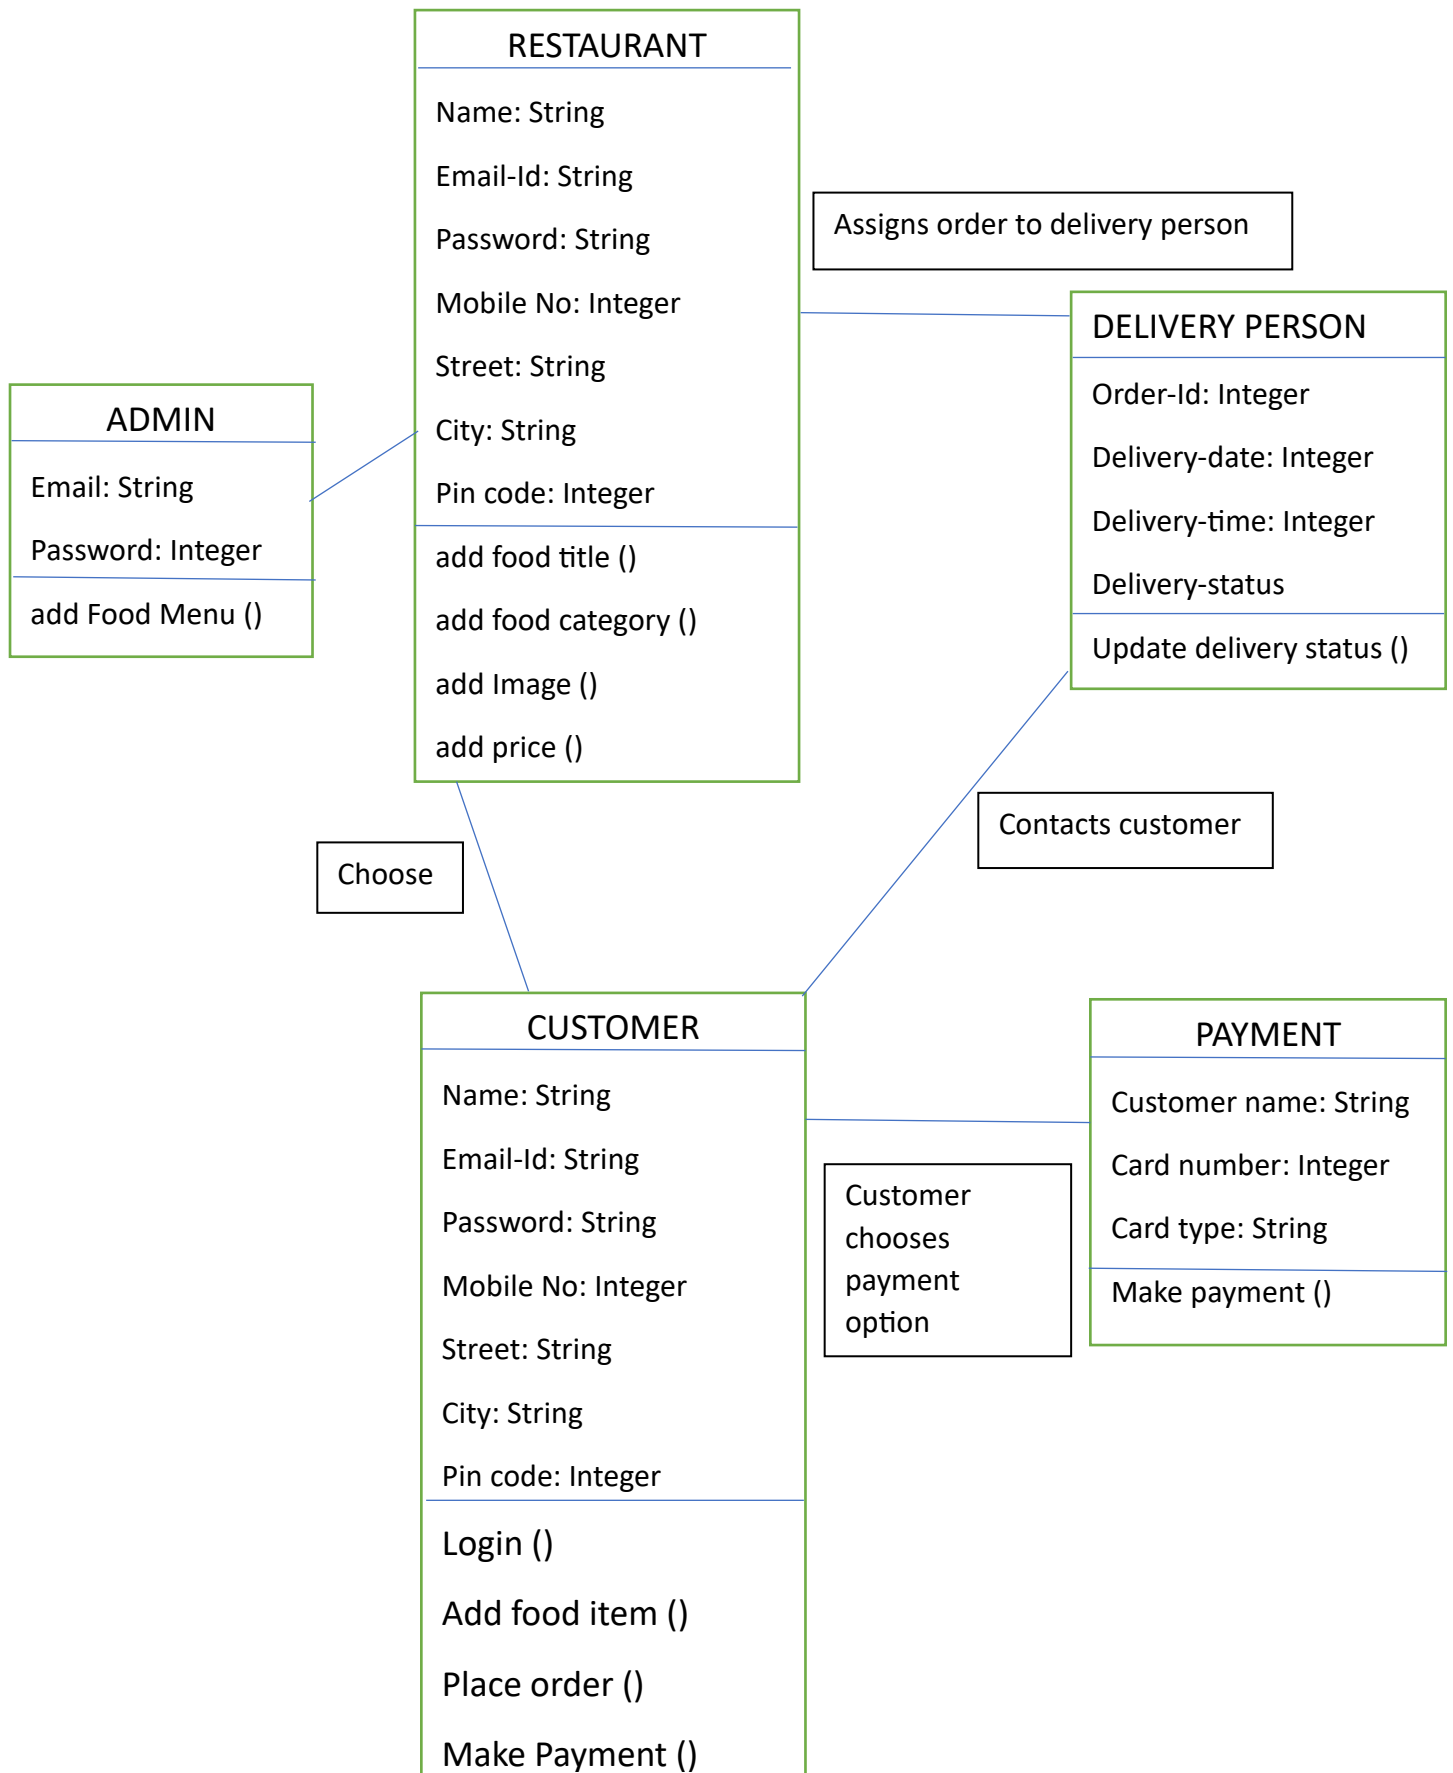 RESTAURANT
Name: String
Email-Id: String
Password: String
Mobile No: Integer
Street: String
City: String
Pin code: Integer
add food title ()
add food category ()
add Image ()
add price ()
Assigns order to delivery person
DELIVERY PERSON
Order-Id: Integer
Delivery-date: Integer
Delivery-time: Integer
Delivery-status
Update delivery status ()
ADMIN
Email: String
Password: Integer
add Food Menu ()
Choose
Contacts customer
CUSTOMER
Name: String
Email-Id: String
Password: String
Mobile No: Integer
Street: String
City: String
Pin code: Integer
Login ()
Add food item ()
Place order ()
Make Payment ()
Customer
chooses
payment
option
PAYMENT
Customer name: String
Card number: Integer
Card type: String
Make payment ()